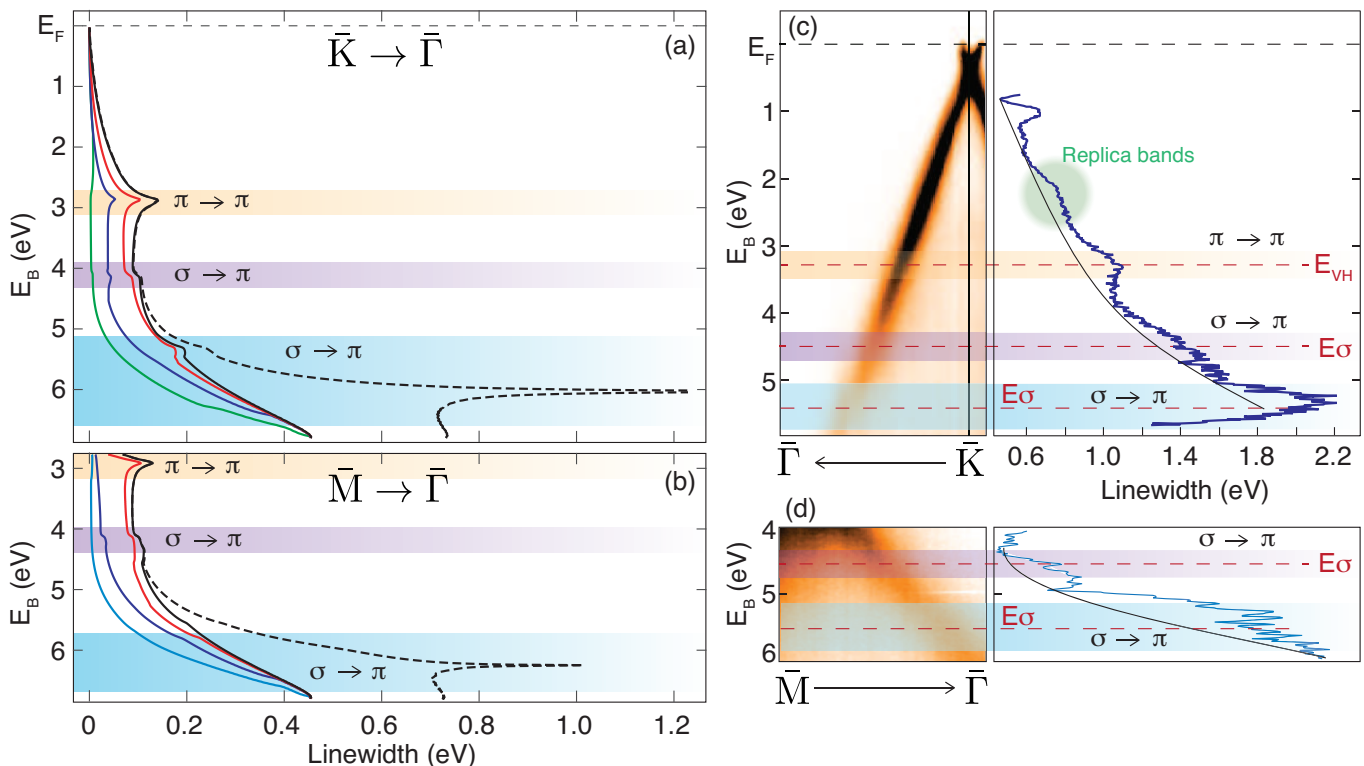 (a)
K̄ → Γ̄
E_F
1
2
3
4
5
6
E_B (eV)
π → π
σ → π
σ → π
(b)
M̄ → Γ̄
3
4
5
6
E_B (eV)
π → π
σ → π
σ → π
0 0.2 0.4 0.6 0.8 1.0 1.2
Linewidth (eV)
(c)
E_F
1
2
3
4
5
E_B (eV)
Replica bands
π → π
E_VH
σ → π
Eσ
Eσ
σ → π
Γ̄ ← K̄
0.6 1.0 1.4 1.8 2.2
Linewidth (eV)
(d)
4
5
6
E_B (eV)
σ → π
Eσ
Eσ
σ → π
M̄ → Γ̄